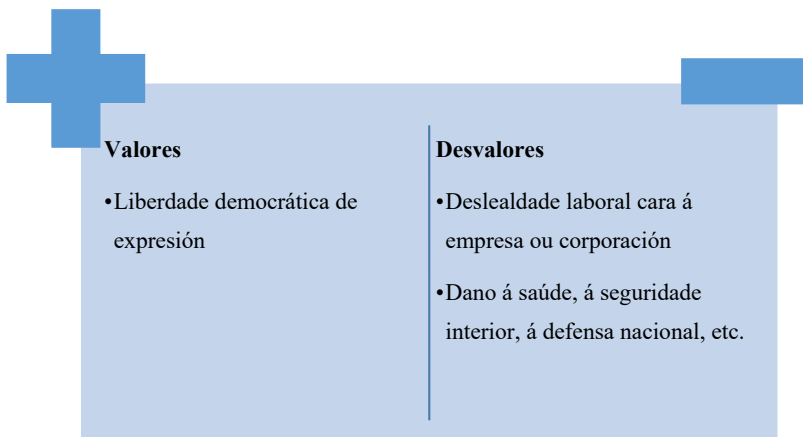 Valores
•Liberdade democrática de
expresión
Desvalores
•Deslealdade laboral cara á
empresa ou corporación
•Dano á saúde, á seguridade
interior, á defensa nacional, etc.